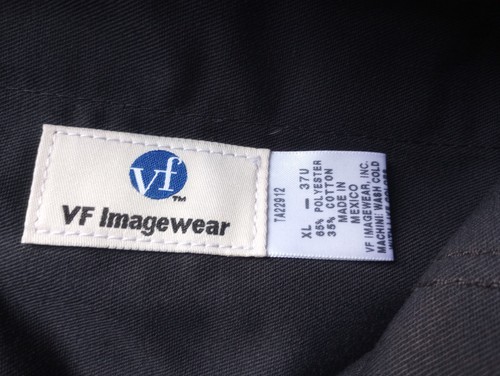 vf
TM
VF Imagewear
TA22912
XL — 37U
65% POLYESTER
35% COTTON
MADE IN
MEXICO
VF IMAGEWEAR, INC.
MACHINE WASH COLD